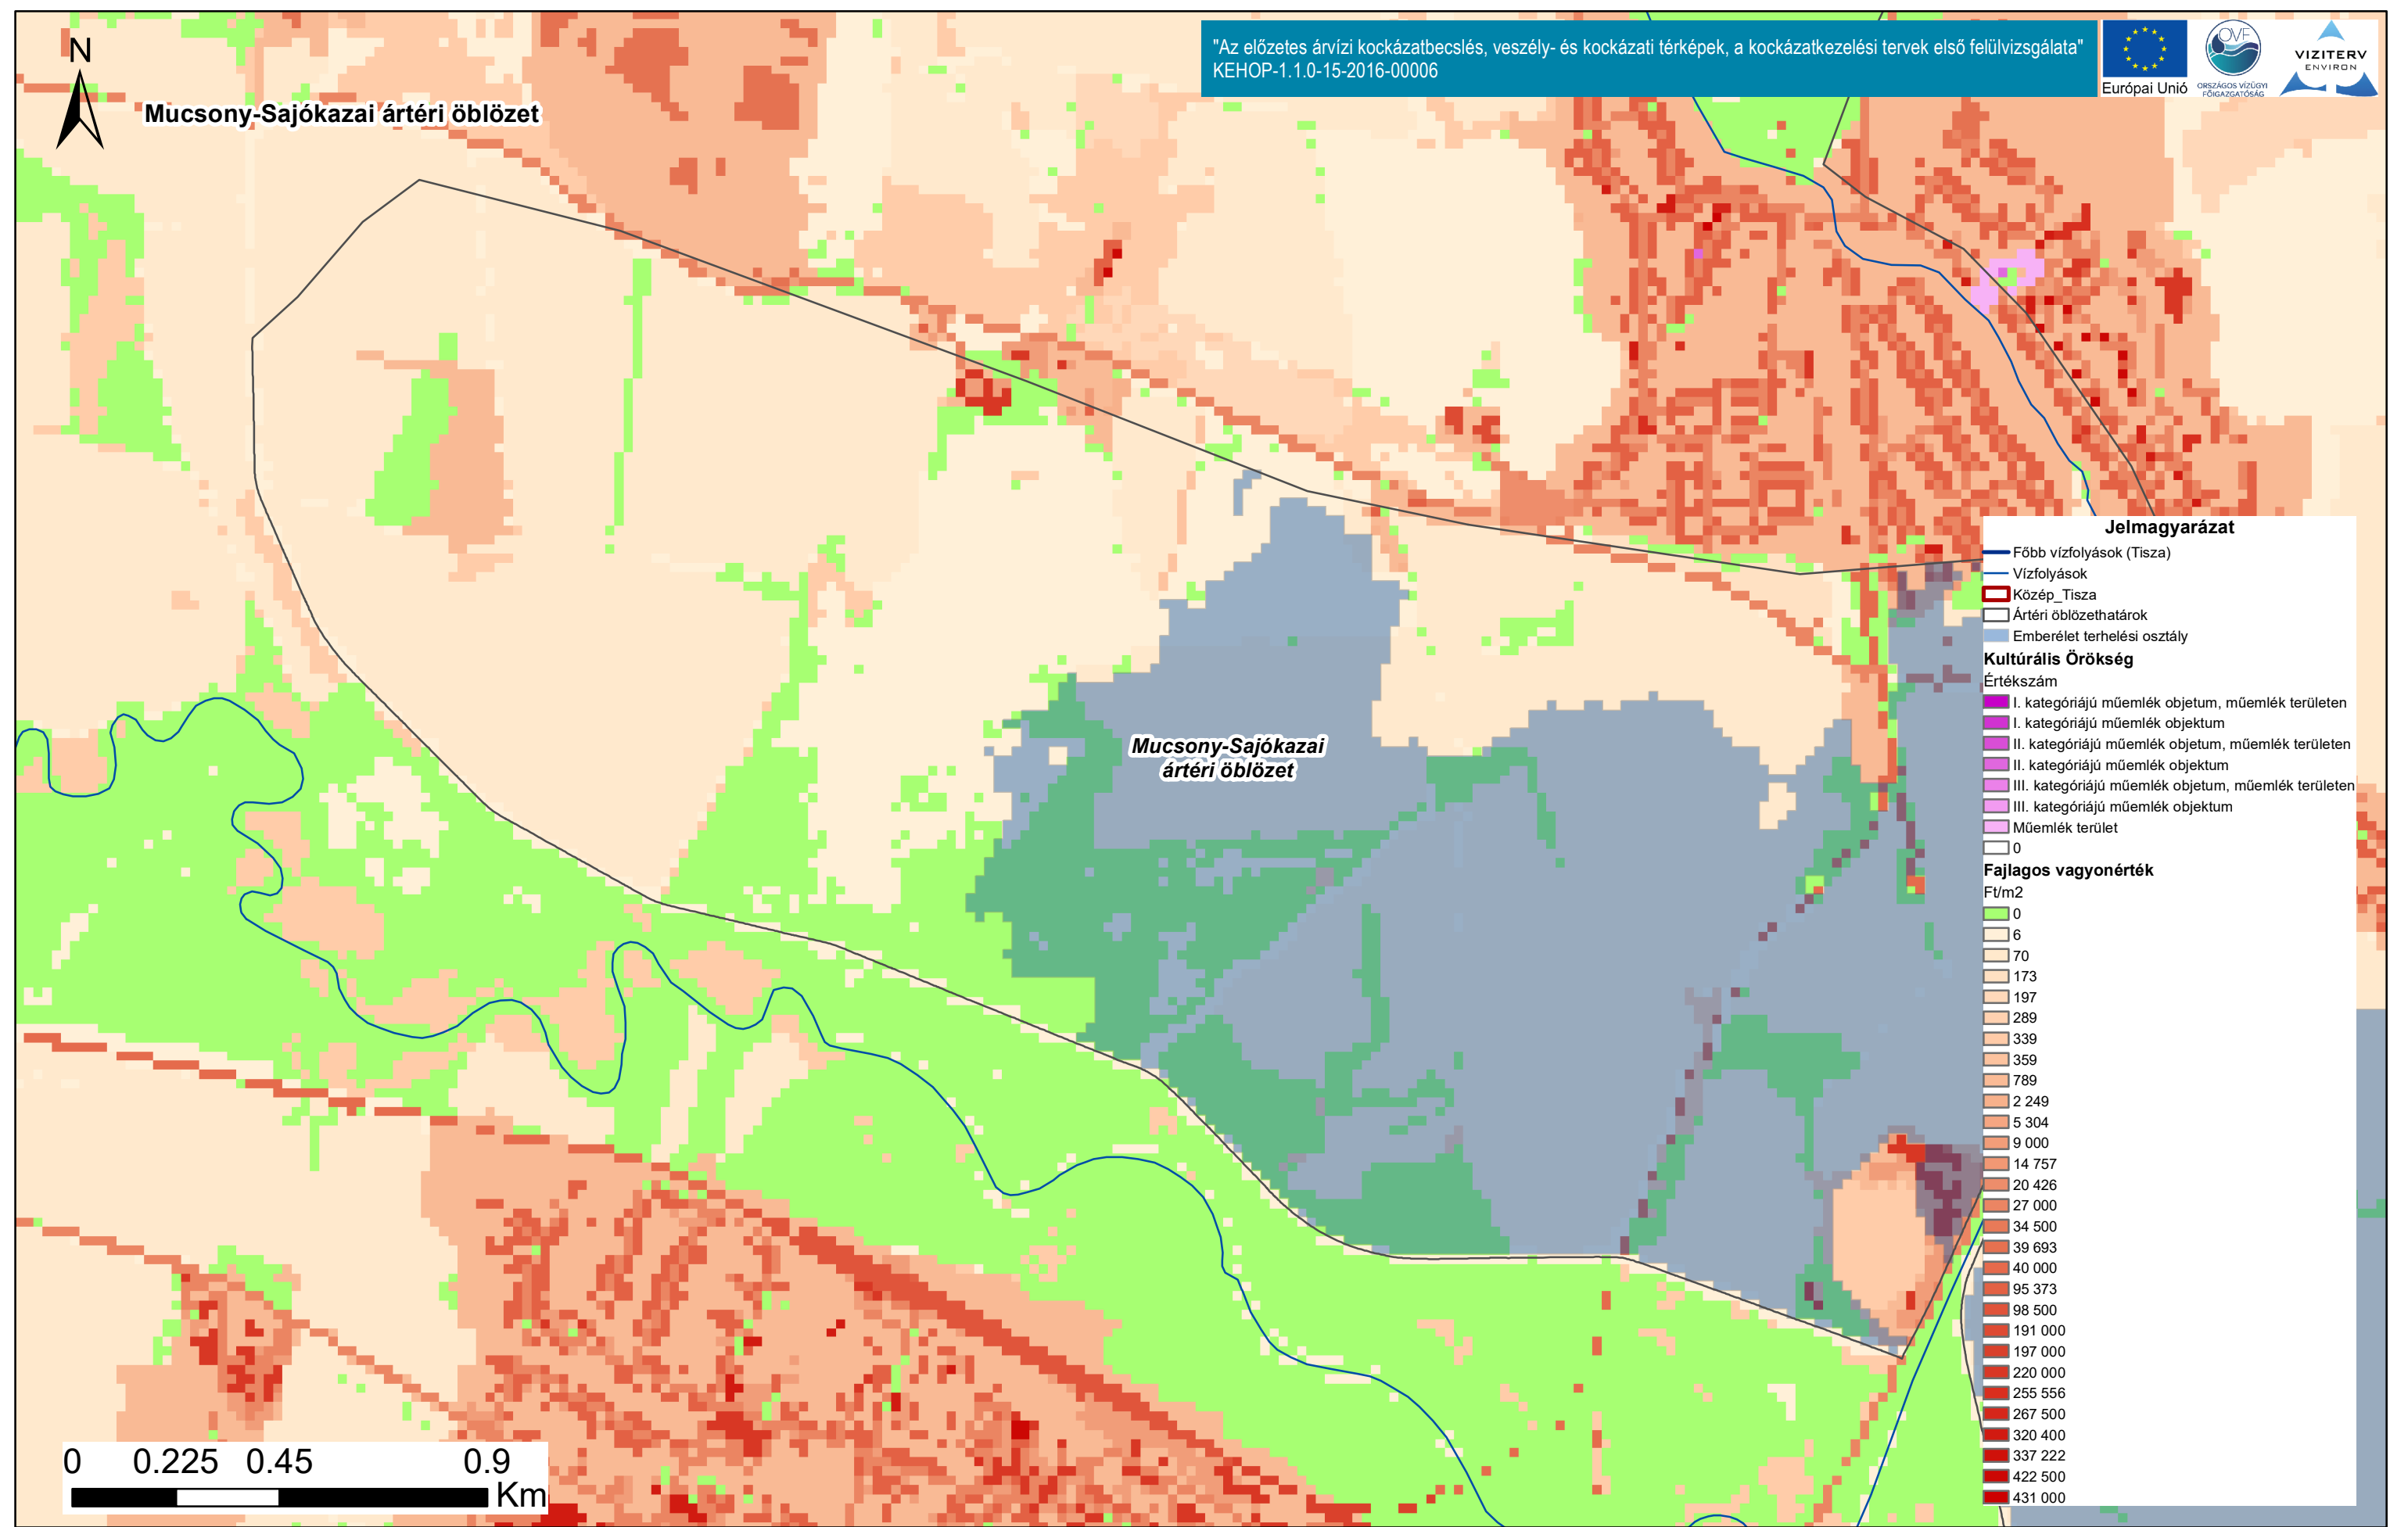 "Az előzetes árvízi kockázatbecslés, veszély- és kockázati térképek, a kockázatkezelési tervek első felülvizsgálata"
KEHOP-1.1.0-15-2016-00006
Európai Unió
OVF
ORSZÁGOS VÍZÜGYI
FŐIGAZGATÓSÁG
VIZITERV
ENVIRON
N
Mucsony-Sajókazai ártéri öblözet
Mucsony-Sajókazai
ártéri öblözet
Jelmagyarázat
Főbb vízfolyások (Tisza)
Vízfolyások
Közép_Tisza
Ártéri öblözethatárok
Emberélet terhelési osztály
Kultúrális Örökség
Értékszám
I. kategóriájú műemlék objetum, műemlék területen
I. kategóriájú műemlék objektum
II. kategóriájú műemlék objetum, műemlék területen
II. kategóriájú műemlék objektum
III. kategóriájú műemlék objetum, műemlék területen
III. kategóriájú műemlék objektum
Műemlék terület
0
Fajlagos vagyonérték
Ft/m2
0
6
70
173
197
289
339
359
789
2 249
5 304
9 000
14 757
20 426
27 000
34 500
39 693
40 000
95 373
98 500
191 000
197 000
220 000
255 556
267 500
320 400
337 222
422 500
431 000
0 0.225 0.45 0.9
Km